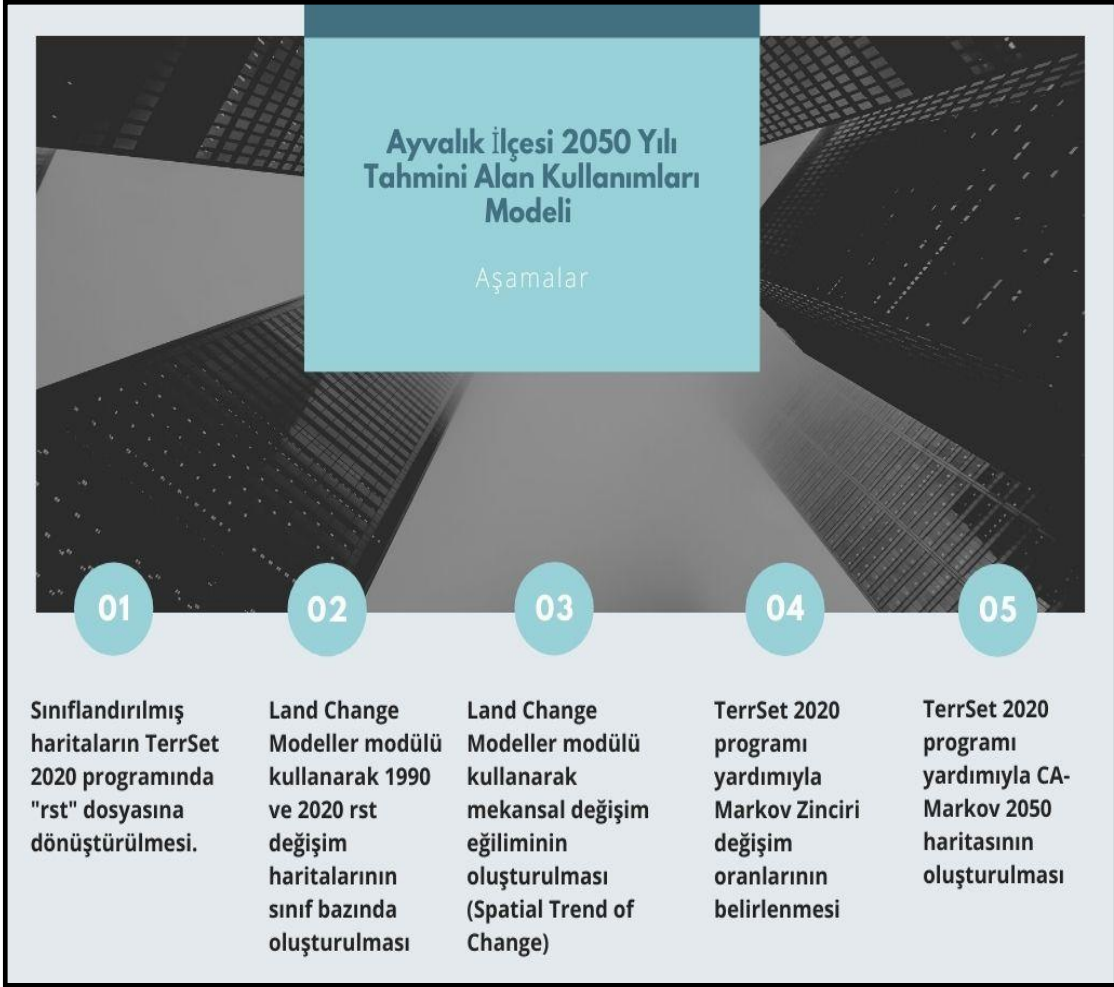 Ayvalık İlçesi 2050 Yılı
Tahmini Alan Kullanımları
Modeli
Aşamalar
01
Sınıflandırılmış
haritaların TerrSet
2020 programında
"rst" dosyasına
dönüştürülmesi.
02
Land Change
Modeller modülü
kullanarak 1990
ve 2020 rst
değişim
haritalarının
sınıf bazında
oluşturulması
03
Land Change
Modeller modülü
kullanarak
mekansal değişim
eğiliminin
oluşturulması
(Spatial Trend of
Change)
04
TerrSet 2020
programı
yardımıyla
Markov Zinciri
değişim
oranlarının
belirlenmesi
05
TerrSet 2020
programı
yardımıyla CA-
Markov 2050
haritasının
oluşturulması